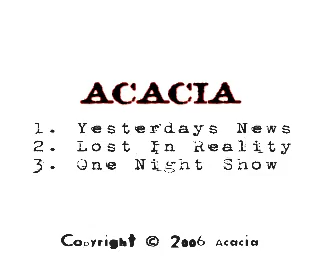 ACACIA
1. Yesterdays News
2. Lost In Reality
3. One Night Show
Copyright © 2006 Acacia